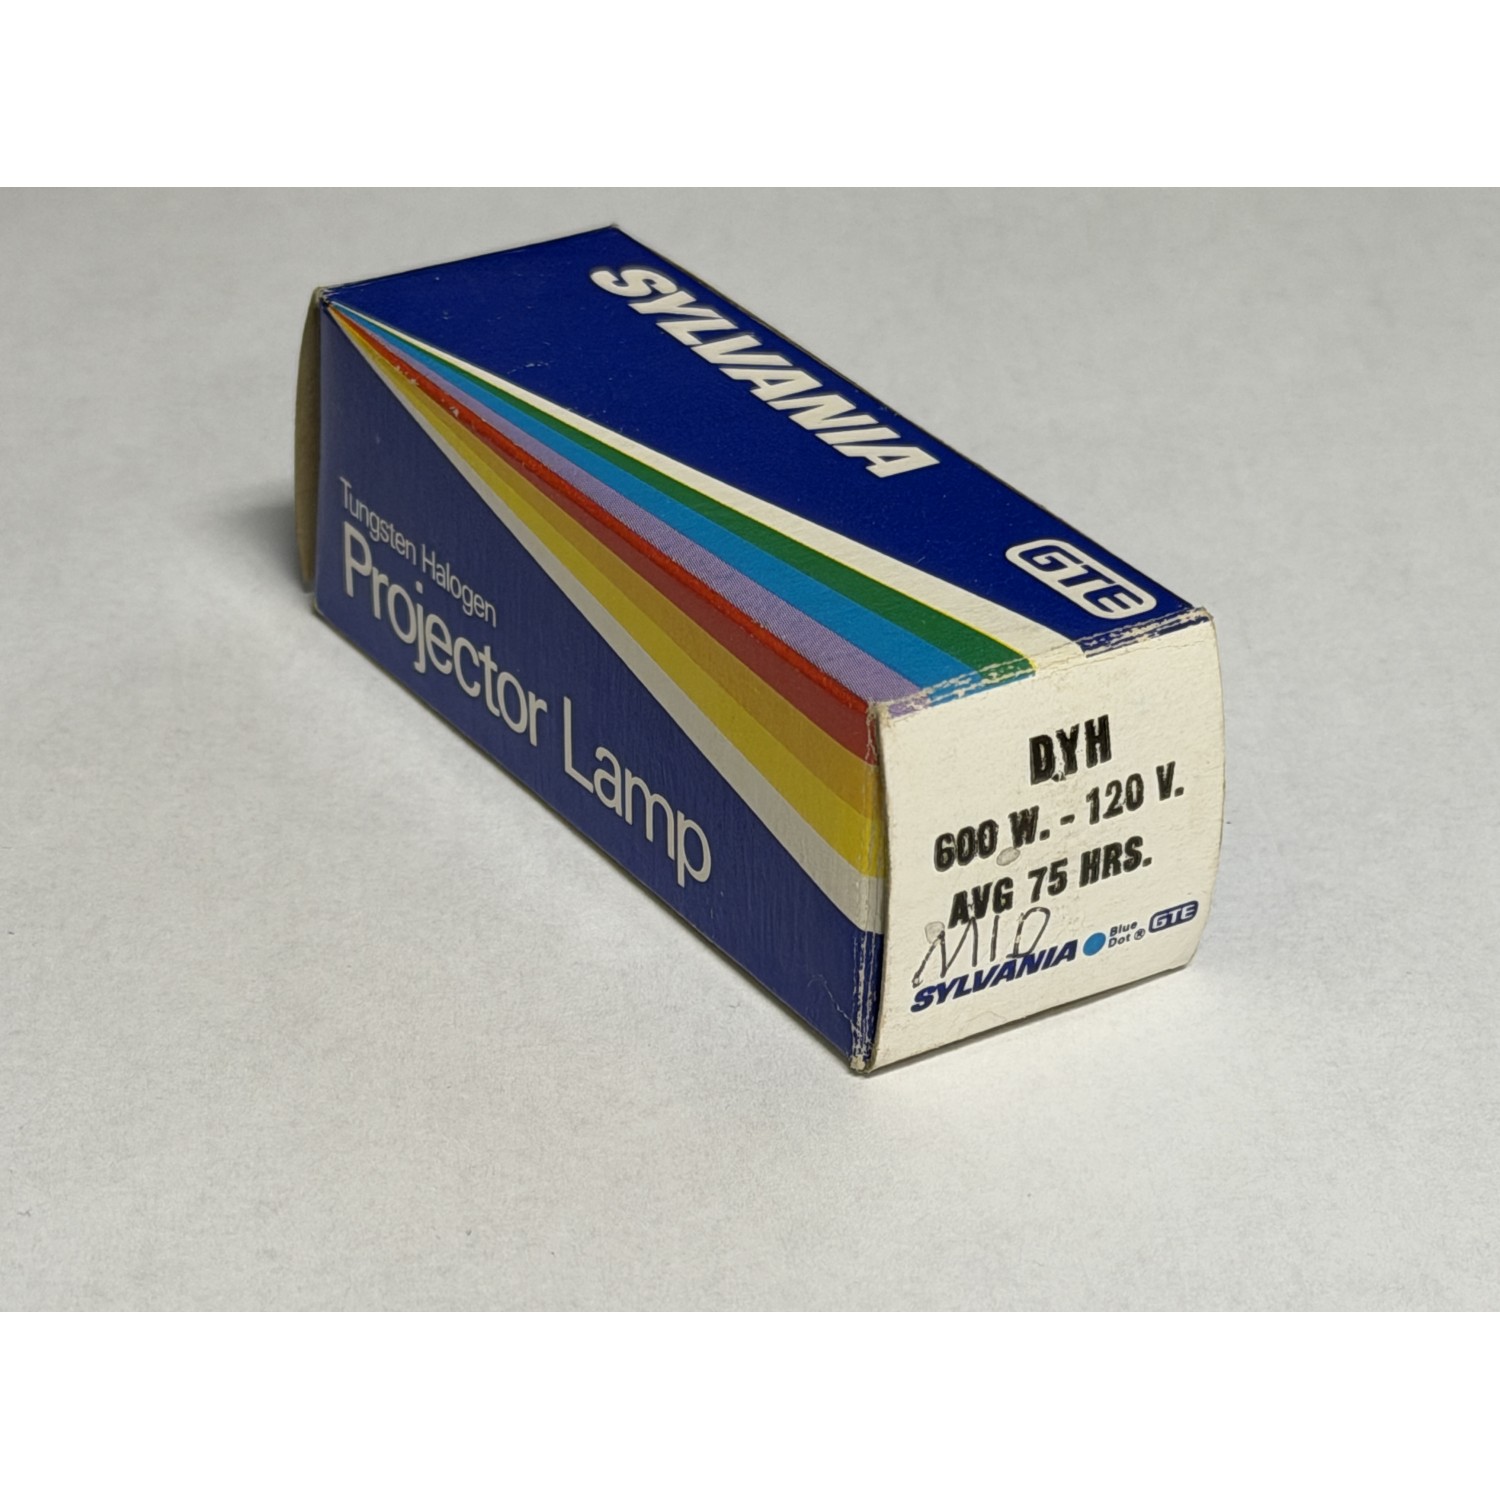 SYLVANIA
GTE
Tungsten Halogen
Projector Lamp
DYH
600 W. - 120 V.
AVG 75 HRS.
MID
SYLVANIA Blue Dot ® GTE